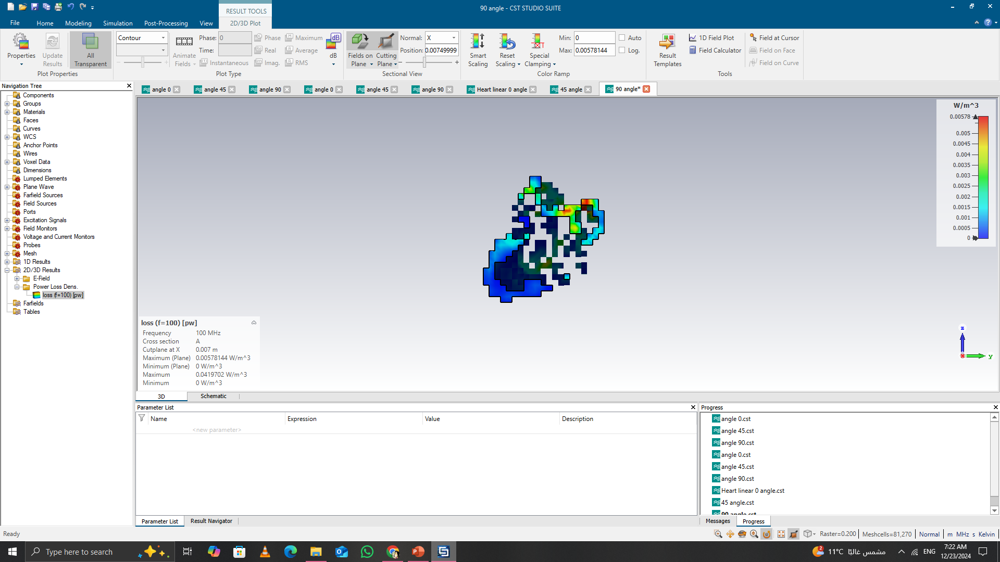 90 angle - CST STUDIO SUITE
RESULT TOOLS
File
Home
Modeling
Simulation
Post-Processing
View
2D/3D Plot
Properties
Update
Results
All
Transparent
Plot Properties
Contour
Animate
Fields
Phase:
0
Time:
Phase
Real
Instantaneous
Imag.
Maximum
Average
RMS
dB
dB
Plot Type
Fields on
Plane
Cutting
Plane
Normal:
X
Position:
0.00749999
Sectional View
Smart
Scaling
Reset
Scaling
Special
Clamping
Min:
0
Auto
Max:
0.00578144
Log.
Color Ramp
Result
Templates
1D Field Plot
Field Calculator
Field at Cursor
Field on Face
Field on Curve
Tools
Navigation Tree
Components
Groups
Materials
Faces
Curves
WCS
Anchor Points
Wires
Voxel Data
Dimensions
Lumped Elements
Plane Wave
Farfield Sources
Field Sources
Ports
Excitation Signals
Field Monitors
Voltage and Current Monitors
Probes
Mesh
1D Results
2D/3D Results
E-Field
Power Loss Dens.
loss (f=100) [pw]
Farfields
Tables
angle 0
angle 45
angle 90
angle 0
angle 45
angle 90
Heart linear 0 angle
45 angle
90 angle*
W/m^3
0.00578
0.005
0.0045
0.004
0.0035
0.003
0.0025
0.002
0.0015
0.001
0.0005
0
loss (f=100) [pw]
Frequency 100 MHz
Cross section A
Cutplane at X 0.007 m
Maximum (Plane) 0.00578144 W/m^3
Minimum (Plane) 0 W/m^3
Maximum 0.0419702 W/m^3
Minimum 0 W/m^3
z
y
x
3D
Schematic
Parameter List
Name
Expression
Value
Description
<new parameter>
Parameter List
Result Navigator
Progress
angle 0.cst
angle 45.cst
angle 90.cst
angle 0.cst
angle 45.cst
angle 90.cst
Heart linear 0 angle.cst
45 angle.cst
90 angle.cst
Messages
Progress
Ready
Raster=0.200
Meshcells=81,270
Normal
m MHz s Kelvin
Type here to search
2
11°C مشمس غالبًا
ENG
7:22 AM
12/23/2024